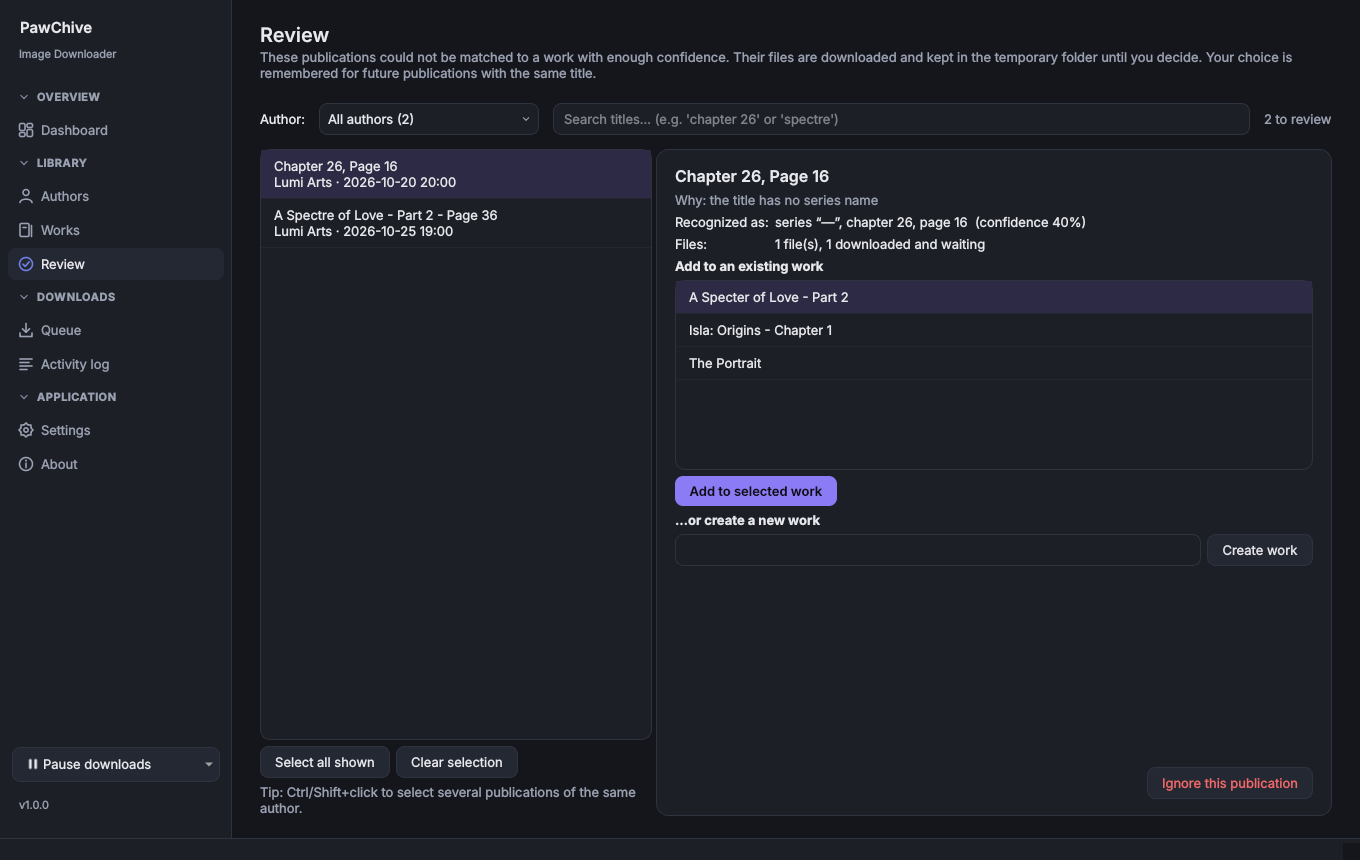 PawChive
Image Downloader
OVERVIEW
Dashboard
LIBRARY
Authors
Works
Review
DOWNLOADS
Queue
Activity log
APPLICATION
Settings
About
Pause downloads
v1.0.0
Review
These publications could not be matched to a work with enough confidence. Their files are downloaded and kept in the temporary folder until you decide. Your choice is
remembered for future publications with the same title.
Author:
All authors (2)
Search titles... (e.g. 'chapter 26' or 'spectre')
2 to review
Chapter 26, Page 16
Lumi Arts · 2026-10-20 20:00
A Spectre of Love - Part 2 - Page 36
Lumi Arts · 2026-10-25 19:00
Select all shown
Clear selection
Tip: Ctrl/Shift+click to select several publications of the same
author.
Chapter 26, Page 16
Why: the title has no series name
Recognized as: series “—”, chapter 26, page 16 (confidence 40%)
Files: 1 file(s), 1 downloaded and waiting
Add to an existing work
A Specter of Love - Part 2
Isla: Origins - Chapter 1
The Portrait
Add to selected work
...or create a new work
Create work
Ignore this publication